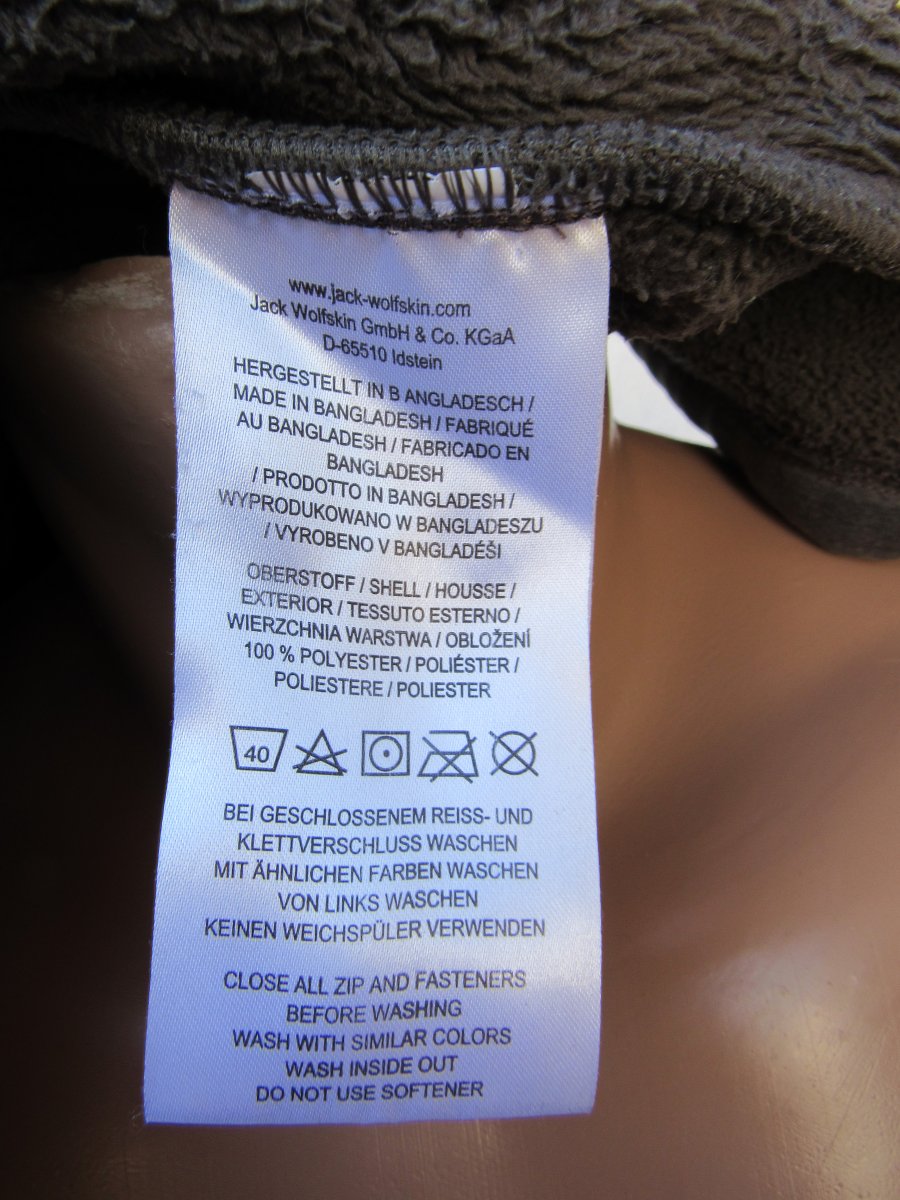 www.jack-wolfskin.com
Jack Wolfskin GmbH & Co. KGaA
D-65510 Idstein
HERGESTELLT IN B ANGLADESCH /
MADE IN BANGLADESH / FABRIQUÉ
AU BANGLADESH / FABRICADO EN
BANGLADESH
/ PRODOTTO IN BANGLADESH /
WYPRODUKOWANO W BANGLADESZU
/ VYROBENO V BANGLADÉŠI
OBERSTOFF / SHELL / HOUSSE /
EXTERIOR / TESSUTO ESTERNO /
WIERZCHNIA WARSTWA / OBLOŽENÍ
100 % POLYESTER / POLIÉSTER /
POLIESTERE / POLIESTER
40
BEI GESCHLOSSENEM REISS- UND
KLETTVERSCHLUSS WASCHEN
MIT ÄHNLICHEN FARBEN WASCHEN
VON LINKS WASCHEN
KEINEN WEICHSPÜLER VERWENDEN
CLOSE ALL ZIP AND FASTENERS
BEFORE WASHING
WASH WITH SIMILAR COLORS
WASH INSIDE OUT
DO NOT USE SOFTENER